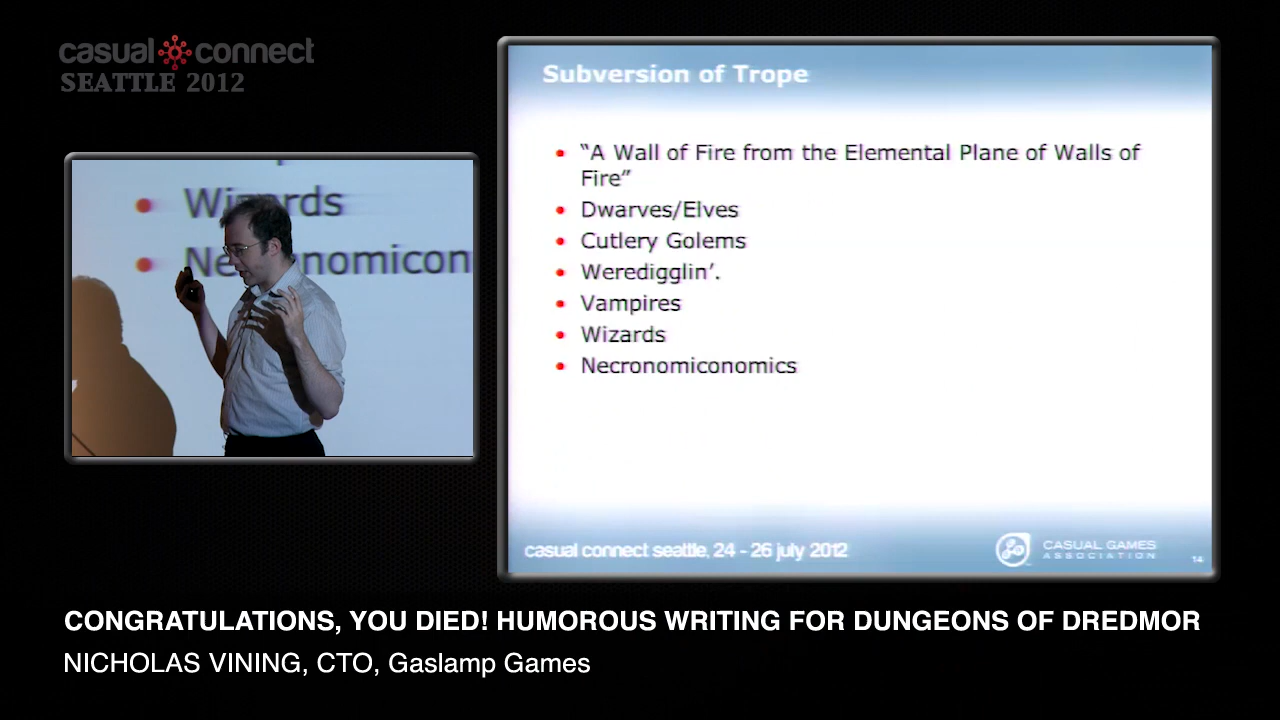 casual connect
SEATTLE 2012
Wizards
Ne nomicon
Subversion of Trope
“A Wall of Fire from the Elemental Plane of Walls of
Fire”
Dwarves/Elves
Cutlery Golems
Weredigglin’.
Vampires
Wizards
Necronomiconomics
casual connect seattle, 24 - 26 july 2012
CASUAL GAMES
ASSOCIATION
14
CONGRATULATIONS, YOU DIED! HUMOROUS WRITING FOR DUNGEONS OF DREDMOR
NICHOLAS VINING, CTO, Gaslamp Games